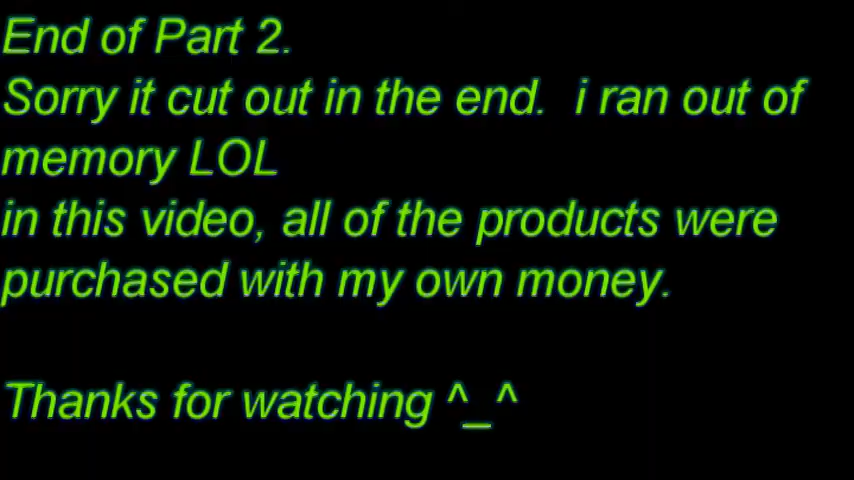 End of Part 2.
Sorry it cut out in the end.  i ran out of
memory LOL
in this video, all of the products were
purchased with my own money.
Thanks for watching ^_^